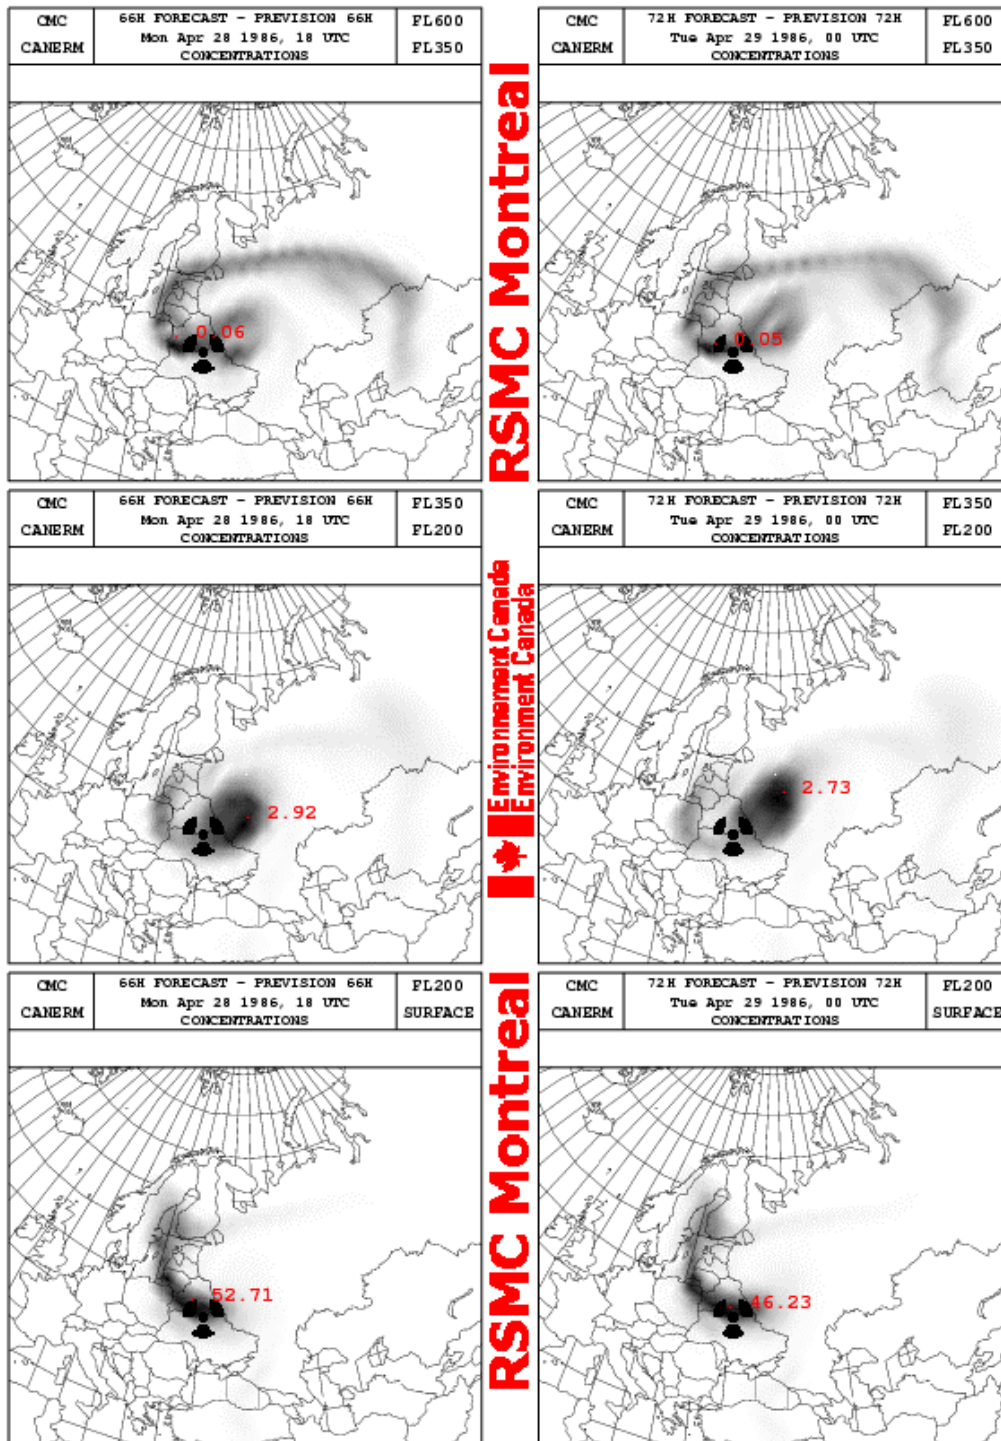 CMC
CANERM
66H FORECAST - PREVISION 66H
Mon Apr 28 1986, 18 UTC
CONCENTRATIONS
FL600
FL350
0.06
CMC
CANERM
72H FORECAST - PREVISION 72H
Tue Apr 29 1986, 00 UTC
CONCENTRATIONS
FL600
FL350
0.05
RSMC Montreal
CMC
CANERM
66H FORECAST - PREVISION 66H
Mon Apr 28 1986, 18 UTC
CONCENTRATIONS
FL350
FL200
2.92
CMC
CANERM
72H FORECAST - PREVISION 72H
Tue Apr 29 1986, 00 UTC
CONCENTRATIONS
FL350
FL200
2.73
Environnement Canada
Environment Canada
CMC
CANERM
66H FORECAST - PREVISION 66H
Mon Apr 28 1986, 18 UTC
CONCENTRATIONS
FL200
SURFACE
52.71
CMC
CANERM
72H FORECAST - PREVISION 72H
Tue Apr 29 1986, 00 UTC
CONCENTRATIONS
FL200
SURFACE
46.23
RSMC Montreal